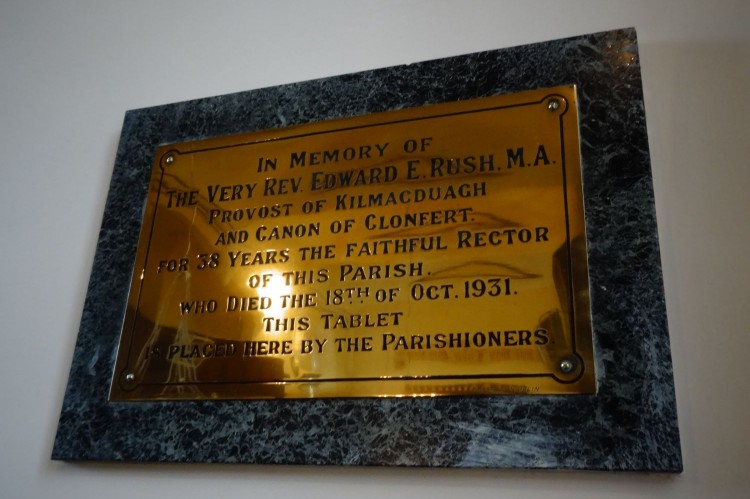 IN MEMORY OF
THE VERY REV. EDWARD E. RUSH, M.A.
PROVOST OF KILMACDUAGH
AND CANON OF CLONFERT.
FOR 38 YEARS THE FAITHFUL RECTOR
OF THIS PARISH.
WHO DIED THE 18TH OF OCT. 1931.
THIS TABLET
IS PLACED HERE BY THE PARISHIONERS.